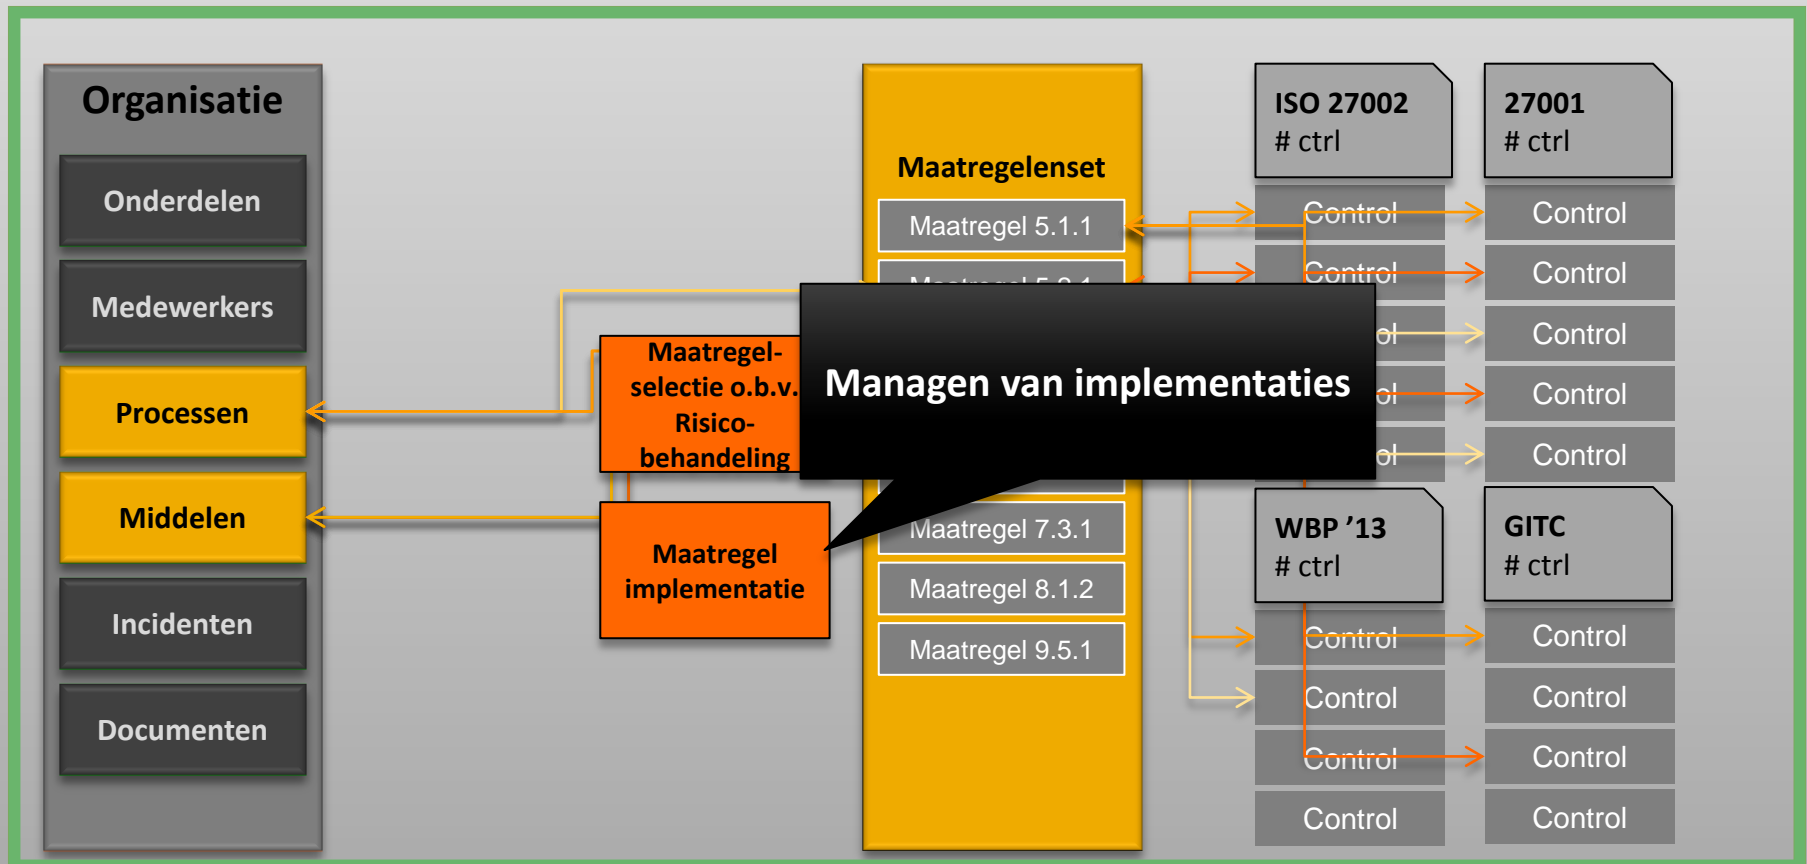 Organisatie
Onderdelen
Medewerkers
Processen
Middelen
Incidenten
Documenten
Maatregel-
selectie o.b.v.
Risico-
behandeling
Maatregel
implementatie
Managen van implementaties
Maatregelenset
Maatregel 5.1.1
Maatregel 7.3.1
Maatregel 8.1.2
Maatregel 9.5.1
ISO 27002
# ctrl
Control
Control
27001
# ctrl
Control
Control
Control
Control
Control
WBP ’13
# ctrl
Control
Control
Control
Control
GITC
# ctrl
Control
Control
Control
Control